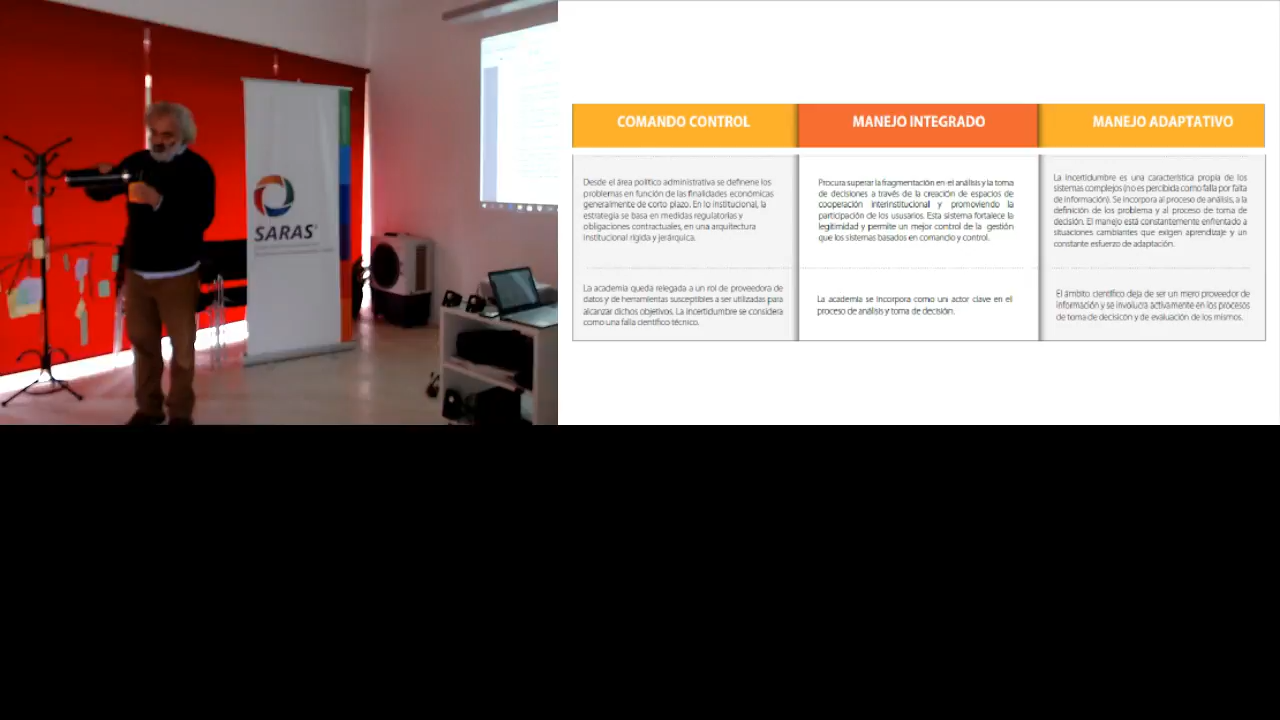 SARAS
COMANDO CONTROL
Desde el área político administrativa se definene los
problemas en función de las finalidades económicas
generalmente de corto plazo. En lo institucional, la
estrategia se basa en medidas regulatorias y
obligaciones contractuales, en una arquitectura
institucional rígida y jerárquica.
La academia queda relegada a un rol de proveedora de
datos y de herramientas susceptibles a ser utilizadas para
alcanzar dichos objetivos. La incertidumbre se considera
como una falla científico técnico.
MANEJO INTEGRADO
Procura superar la fragmentación en el análisis y la toma
de decisiones a través de la creación de espacios de
cooperación interinstitucional y promoviendo la
participación de los usuarios. Esta sistema fortalece la
legitimidad y permite un mejor control de la gestión
que los sistemas basados en comancio y control.
La academia se incorpora como un actor clave en el
proceso de análisis y toma de decisión.
MANEJO ADAPTATIVO
La incertidumbre es una característica propia de los
sistemas complejos (no es percibida como falla por falta
de información). Se incorpora al proceso de análisis, a la
definición de los problema y al proceso de toma de
decisión. El manejo está constantemente enfrentado a
situaciones cambiantes que exigen aprendizaje y un
constante esfuerzo de adaptación.
El ámbito científico deja de ser un mero proveedor de
información y se involucra activamente en los procesos
de toma de decisicón y de evaluación de los mismos.